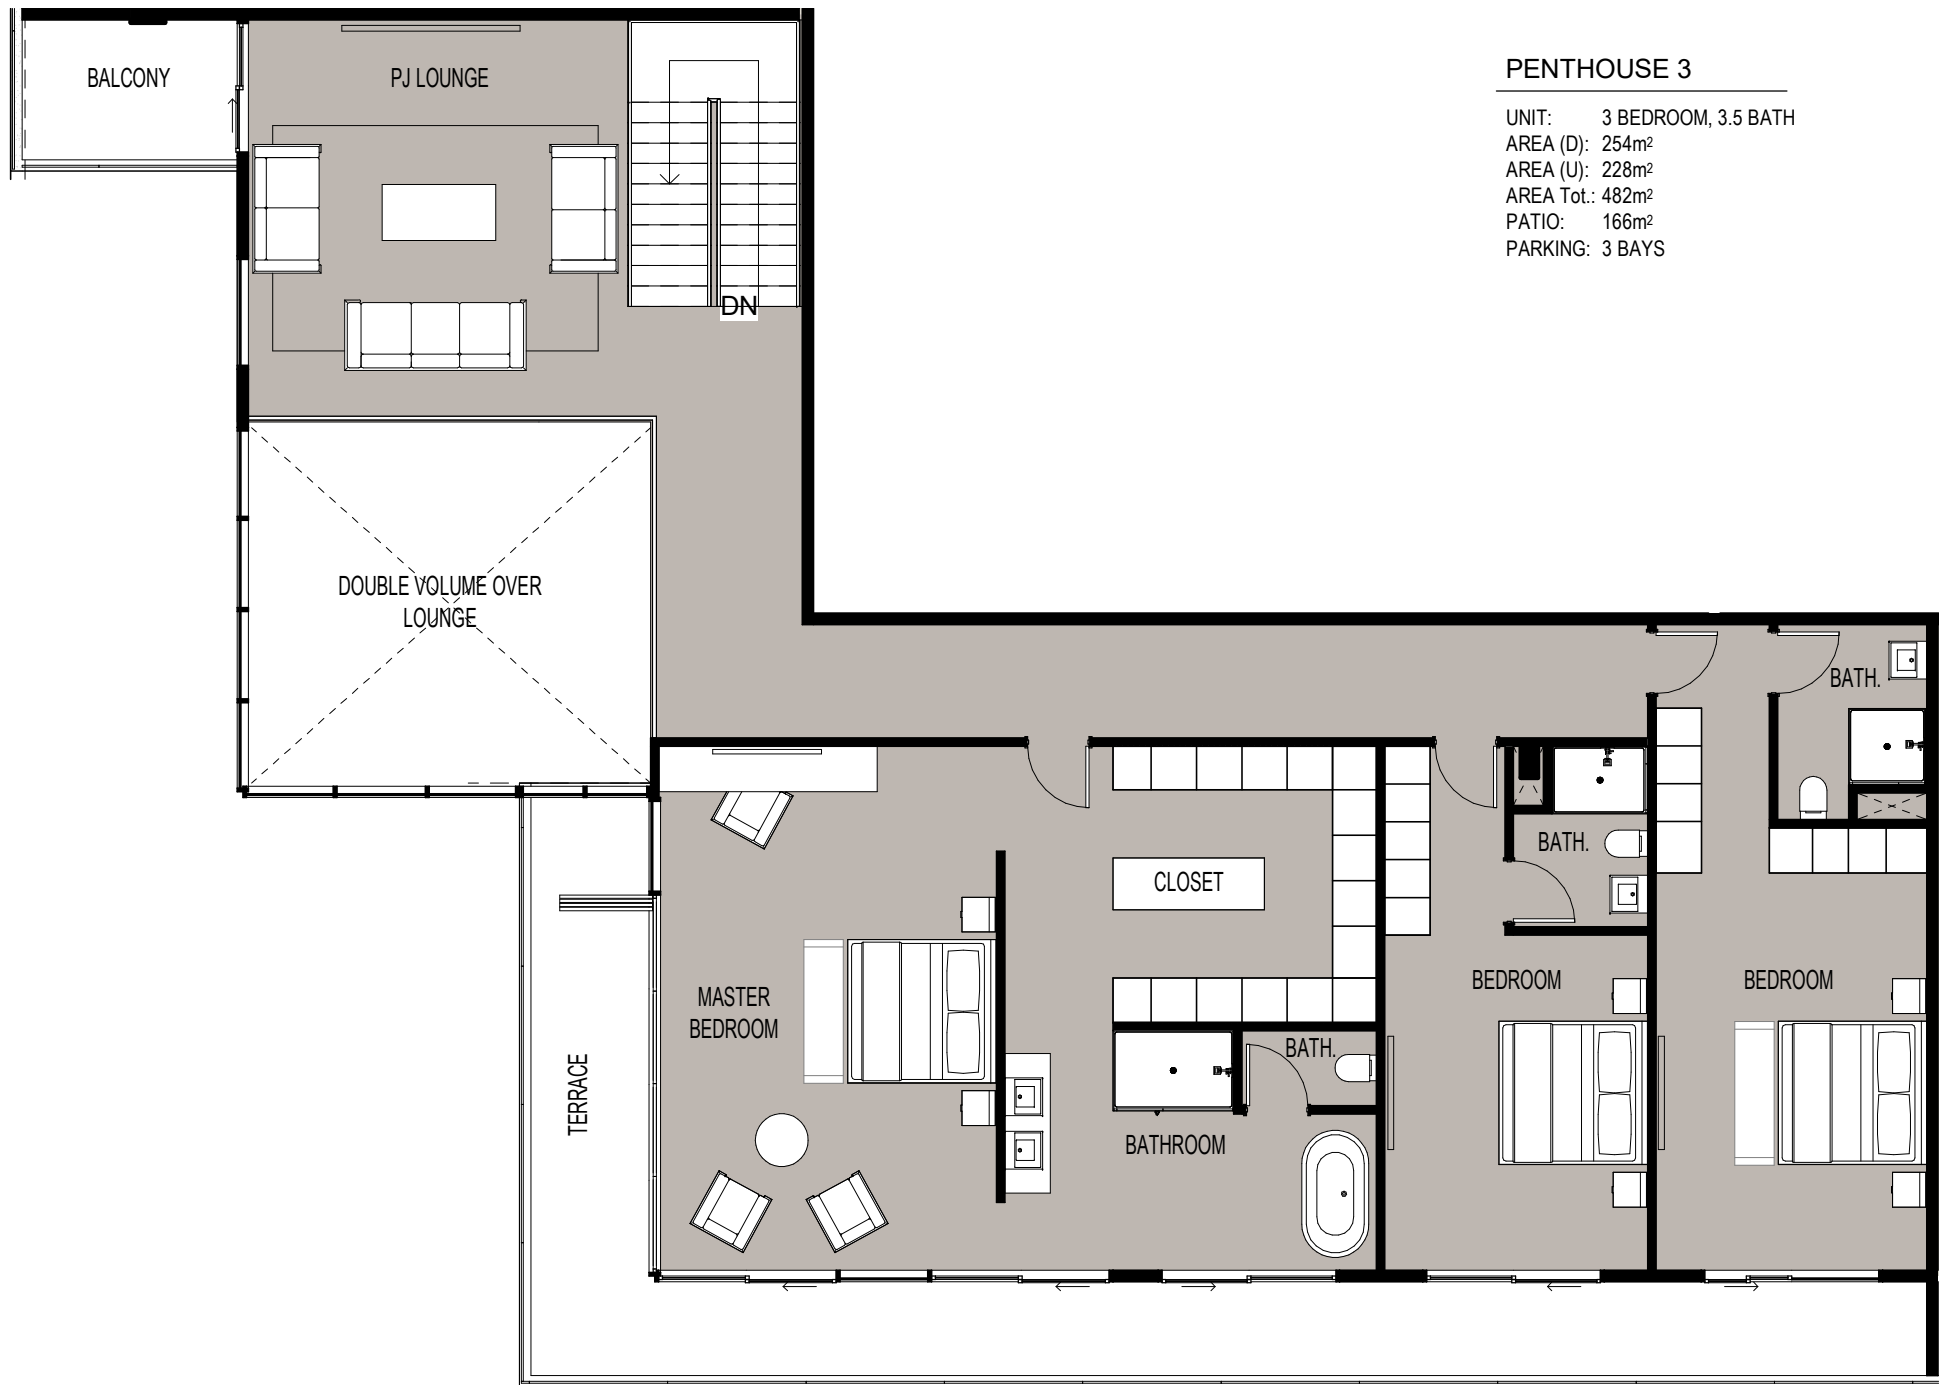 BALCONY
PJ LOUNGE
PENTHOUSE 3
UNIT: 3 BEDROOM, 3.5 BATH
AREA (D): 254m²
AREA (U): 228m²
AREA Tot.: 482m²
PATIO: 166m²
PARKING: 3 BAYS
DN
DOUBLE VOLUME OVER
LOUNGE
BATH.
BATH.
CLOSET
MASTER
BEDROOM
BEDROOM
BEDROOM
BATH.
TERRACE
BATHROOM